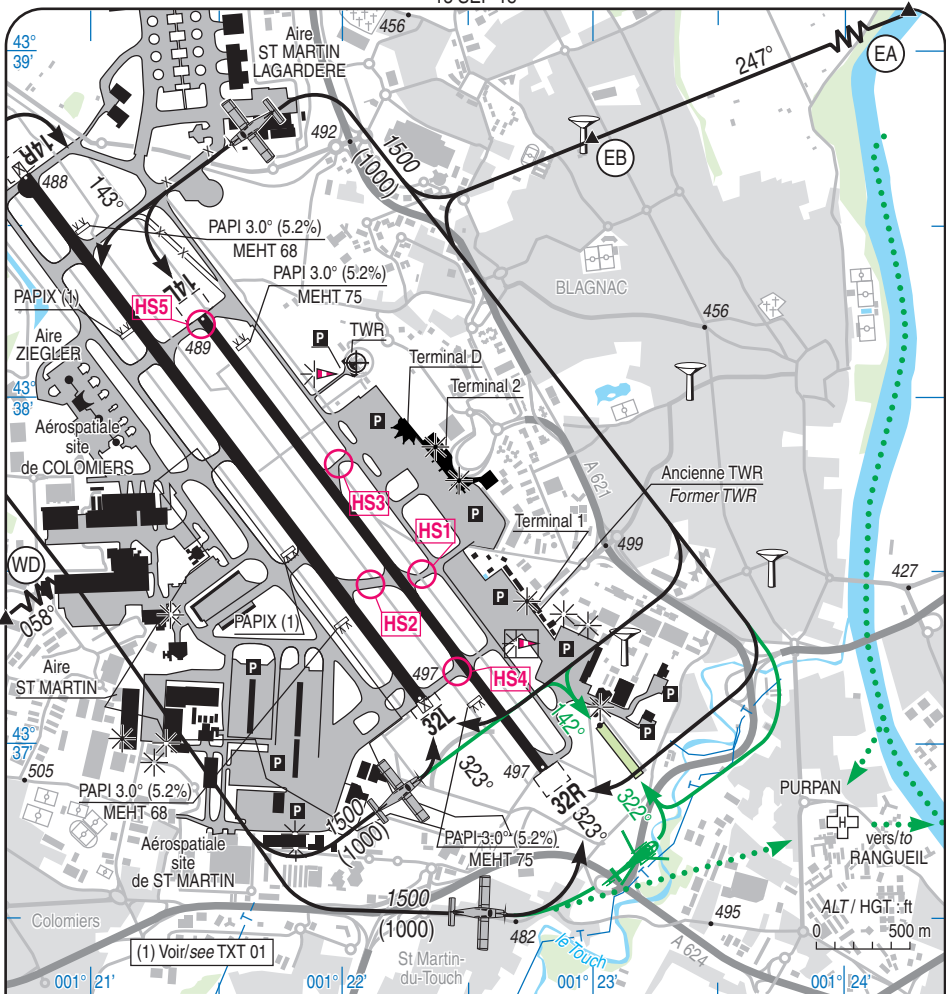 43°
39'
456
Aire
ST MARTIN
LAGARDERE
247°
EA
492
1500
(1000)
EB
14R
488
143°
PAPI 3.0° (5.2%)
MEHT 68
PAPI 3.0° (5.2%)
MEHT 75
BLAGNAC
14L
PAPIX (1)
HS5
489
P
TWR
456
Aire
ZIEGLER
Terminal D
43°
38'
Terminal 2
Aérospatiale
site
de COLOMIERS
P
HS3
A 621
Ancienne TWR
Former TWR
P
HS1
Terminal 1
499
WD
427
058°
HS2
P
PAPIX (1)
Aire
ST MARTIN
P
P
497
HS4
P
142°
P
32L
43°
37'
323°
P
505
497
32R
323°
322°
PURPAN
PAPI 3.0° (5.2%)
MEHT 68
P
1500
(1000)
PAPI 3.0° (5.2%)
MEHT 75
vers/to
RANGUEIL
Aérospatiale
site
de ST MARTIN
1500
(1000)
ALT / HGT : ft
Colomiers
495
0 500 m
482
le Touch
A 624
(1) Voir/see TXT 01
St Martin-
du-Touch
001° 21'
001° 22'
001° 23'
001° 24'